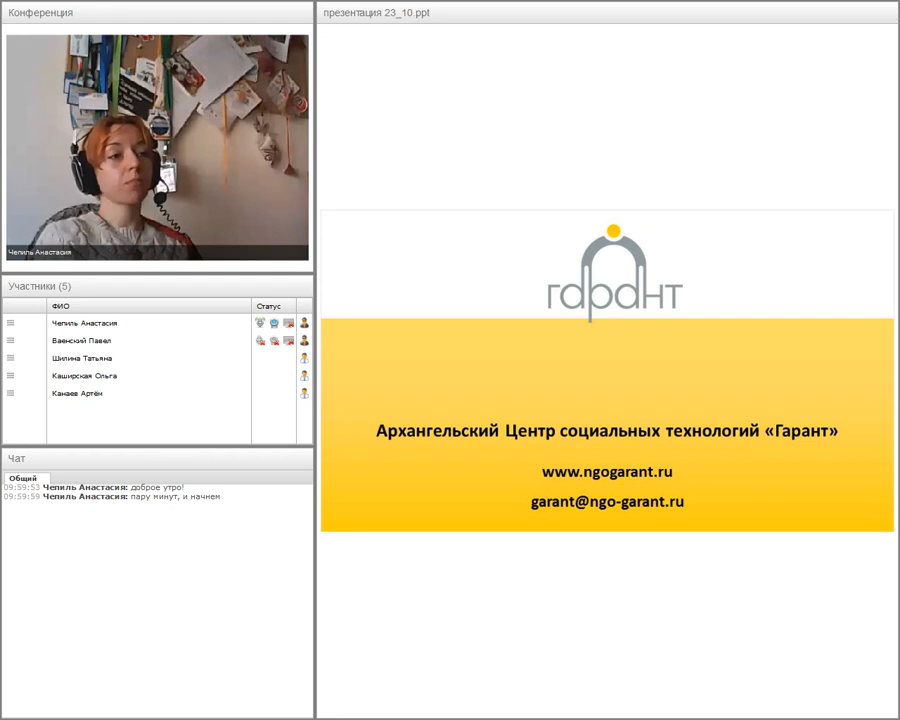 Конференция
Чепиль Анастасия
Участники (5)
ФИО
Статус
Чепиль Анастасия
Ваенский Павел
Шилина Татьяна
Каширская Ольга
Канаев Артём
Чат
Общий
09:59:53 Чепиль Анастасия: доброе утро!
09:59:59 Чепиль Анастасия: пару минут, и начнем
презентация 23_10.ppt
гарант
Архангельский Центр социальных технологий «Гарант»
www.ngogarant.ru
garant@ngo-garant.ru